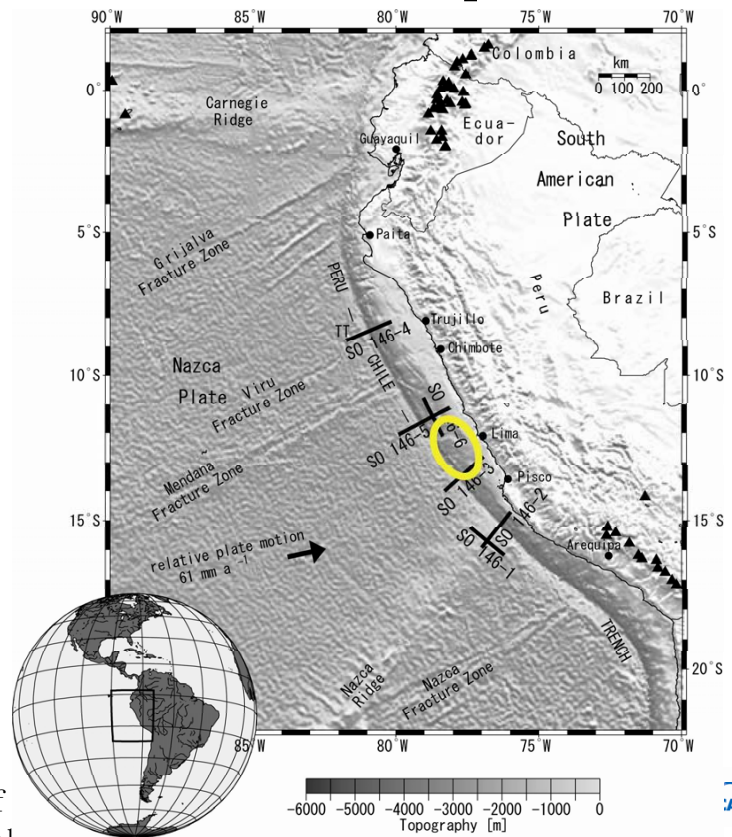 90°W 85°W 80°W 75°W 70°W
Colombia
km
0 100 200
0°
Carnegie
Ridge
Guayaquil
Ecua-
dor
South
American
Plate
5°S
5°S
Paita
Grijalva
Fracture Zone
PERU
Peru
Brazil
TT
SO 146-4
Trujillo
Chimbote
CHILE
Nazca
Plate
10°S
10°S
Viru
Fracture Zone
SO
6-6
SO 146-5
Lima
Mendaña
Fracture Zone
SO 146-3
Pisco
SO 146-2
15°S
15°S
SO 146-1
Arequipa
relative plate motion
61 mm a⁻¹
TRENCH
20°S
Nazca
Ridge
Nazca
Fracture Zone
85°W 80°W 75°W 70°W
-6000 -5000 -4000 -3000 -2000 -1000 0
Topography [m]